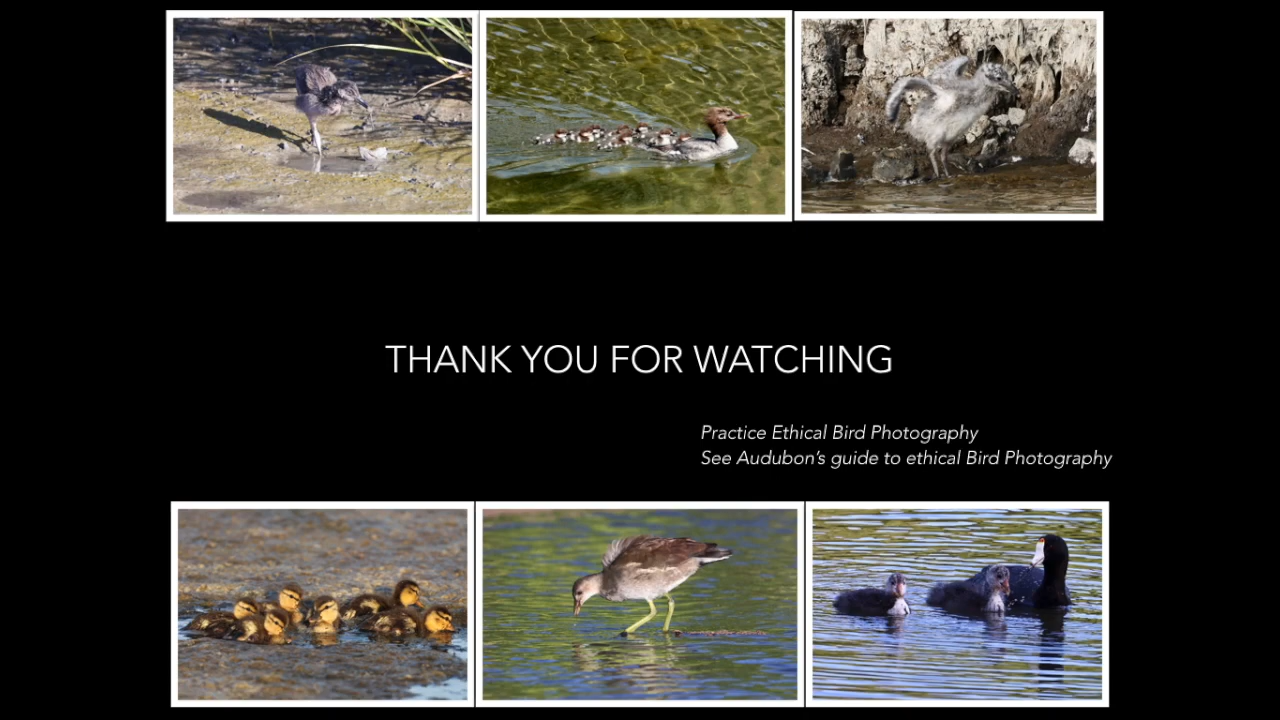 THANK YOU FOR WATCHING
Practice Ethical Bird Photography
See Audubon's guide to ethical Bird Photography